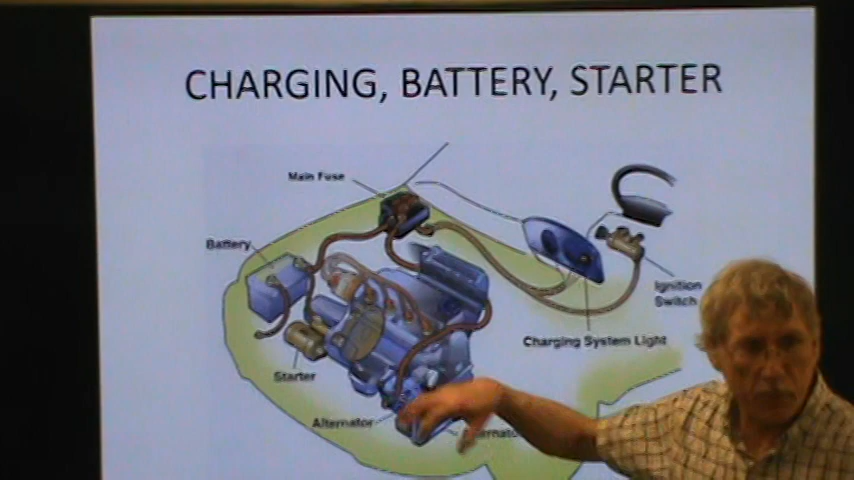 CHARGING, BATTERY, STARTER
Main Fuse
Battery
Ignition
Switch
Charging System Light
Starter
Alternator